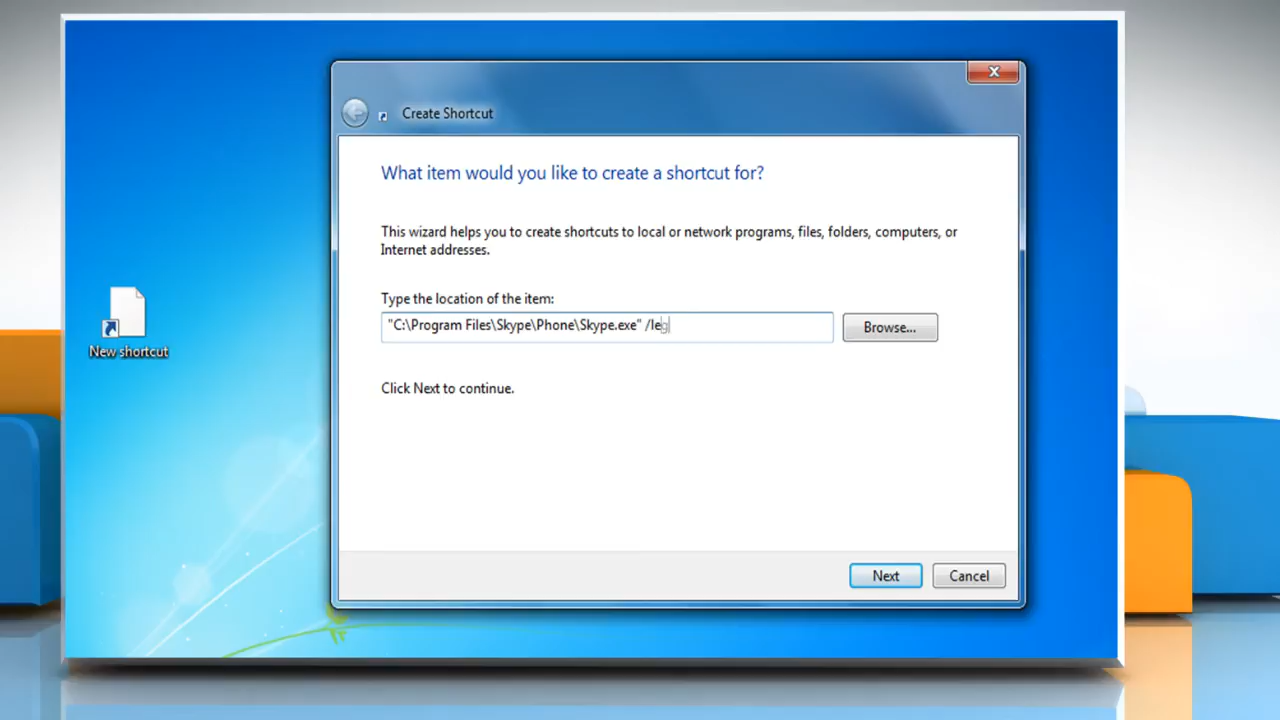 Create Shortcut
What item would you like to create a shortcut for?
This wizard helps you to create shortcuts to local or network programs, files, folders, computers, or
Internet addresses.
Type the location of the item:
"C:\Program Files\Skype\Phone\Skype.exe" /leg
Browse...
New shortcut
Click Next to continue.
Next
Cancel